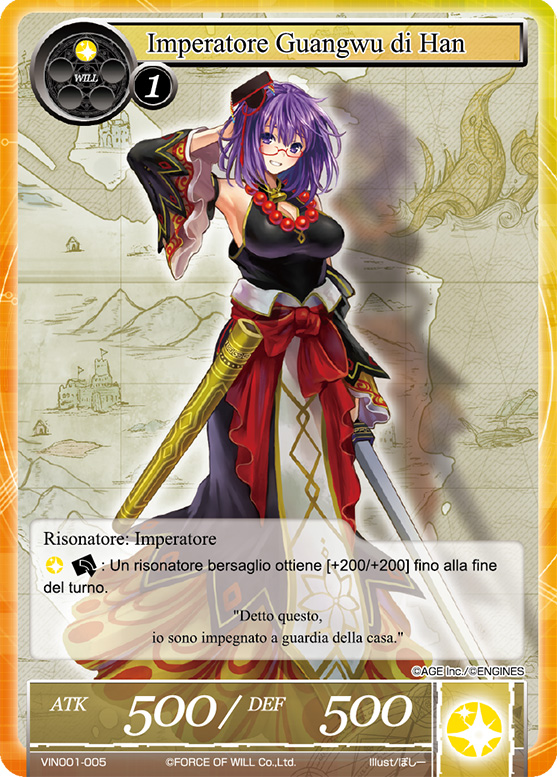 Imperatore Guangwu di Han
WILL
1
Risonatore: Imperatore
: Un risonatore bersaglio ottiene [+200/+200] fino alla fine
del turno.
"Detto questo,
io sono impegnato a guardia della casa."
©AGE Inc./©ENGINES
ATK 500 / DEF 500
VIN001-005 ©FORCE OF WILL Co.,Ltd. Illust/ぽしー